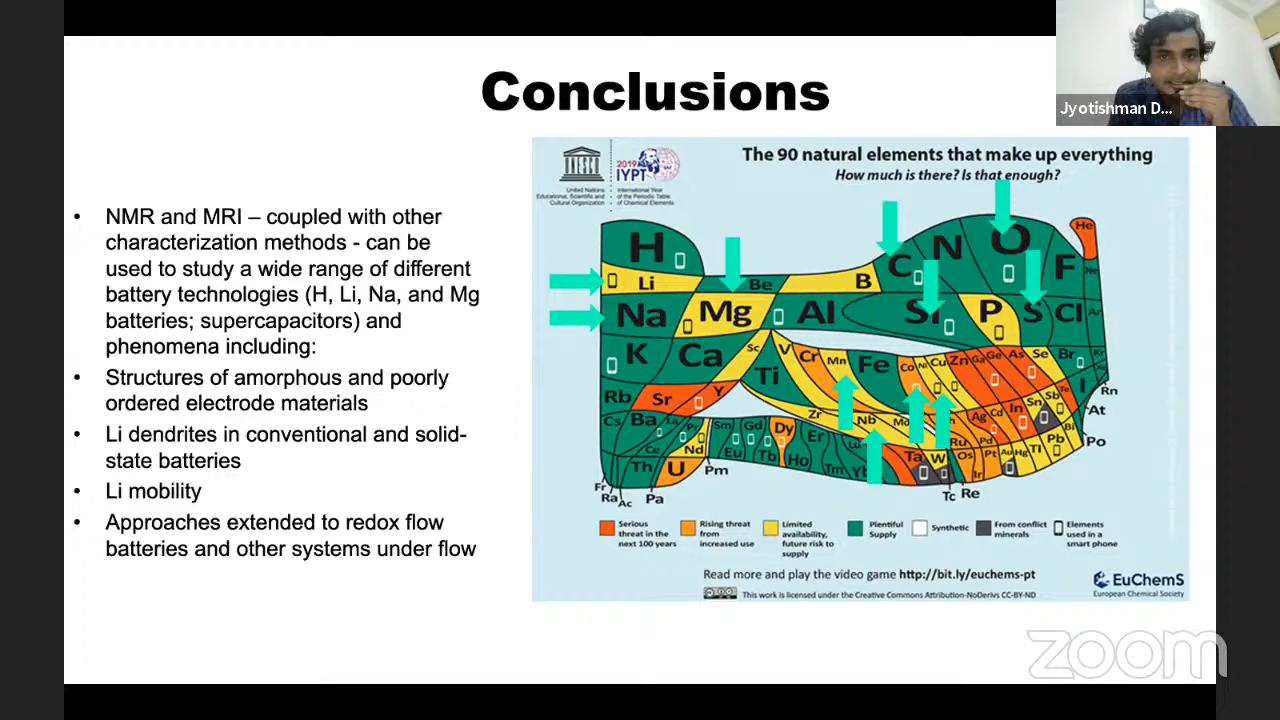 Jyotishman D...
Conclusions
NMR and MRI – coupled with other
characterization methods - can be
used to study a wide range of different
battery technologies (H, Li, Na, and Mg
batteries; supercapacitors) and
phenomena including:
Structures of amorphous and poorly
ordered electrode materials
Li dendrites in conventional and solid-
state batteries
Li mobility
Approaches extended to redox flow
batteries and other systems under flow
United Nations
Educational, Scientific and
Cultural Organization
2019
IYPT
International Year
of the Periodic Table
of Chemical Elements
The 90 natural elements that make up everything
How much is there? Is that enough?
H
Li
Be
B
C
N
O
F
He
Ne
Na
Mg
Al
Si
P
S
Cl
Ar
K
Ca
Sc
Ti
V
Cr
Mn
Fe
Co
Ni
Cu
Zn
Ga
Ge
As
Se
Br
Kr
Rb
Sr
Y
Zr
Nb
Mo
Ru
Pd
Ag
Cd
In
Sn
Sb
Te
I
Rn
Cs
Ba
La
Ce
Pr
Nd
Pm
Sm
Eu
Gd
Tb
Dy
Ho
Er
Tm
Yb
Lu
Ta
W
Tc
Re
Os
Ir
Pt
Au
Hg
Tl
Pb
Bi
Po
At
Fr
Ra
Ac
Th
Pa
U
Serious
threat in the
next 100 years
Rising threat
from
increased use
Limited
availability,
future risk to
supply
Plentiful
Supply
Synthetic
From conflict
minerals
Elements
used in a
smart phone
Read more and play the video game http://bit.ly/euchems-pt
This work is licensed under the Creative Commons Attribution-NoDerivs CC-BY-ND
EuChemS
European Chemical Society
zoom